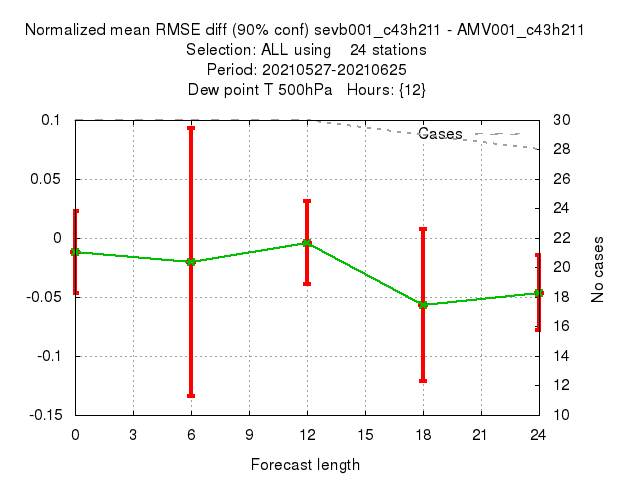 Normalized mean RMSE diff (90% conf) sevb001_c43h211 - AMV001_c43h211
Selection: ALL using    24 stations
Period: 20210527-20210625
Dew point T 500hPa   Hours: {12}
0.1
0.05
0
-0.05
-0.1
-0.15
Cases
30
28
26
24
22
20
18
16
14
12
10
No cases
0 3 6 9 12 15 18 21 24
Forecast length